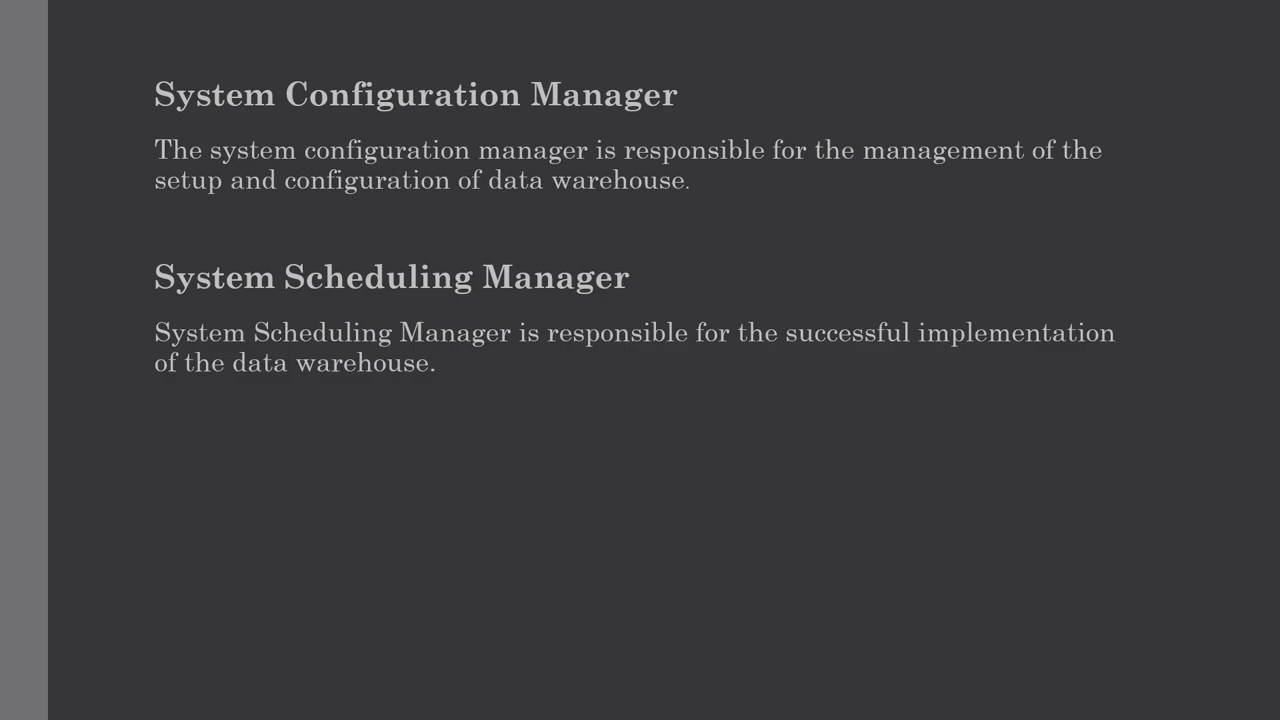 System Configuration Manager
The system configuration manager is responsible for the management of the
setup and configuration of data warehouse.
System Scheduling Manager
System Scheduling Manager is responsible for the successful implementation
of the data warehouse.